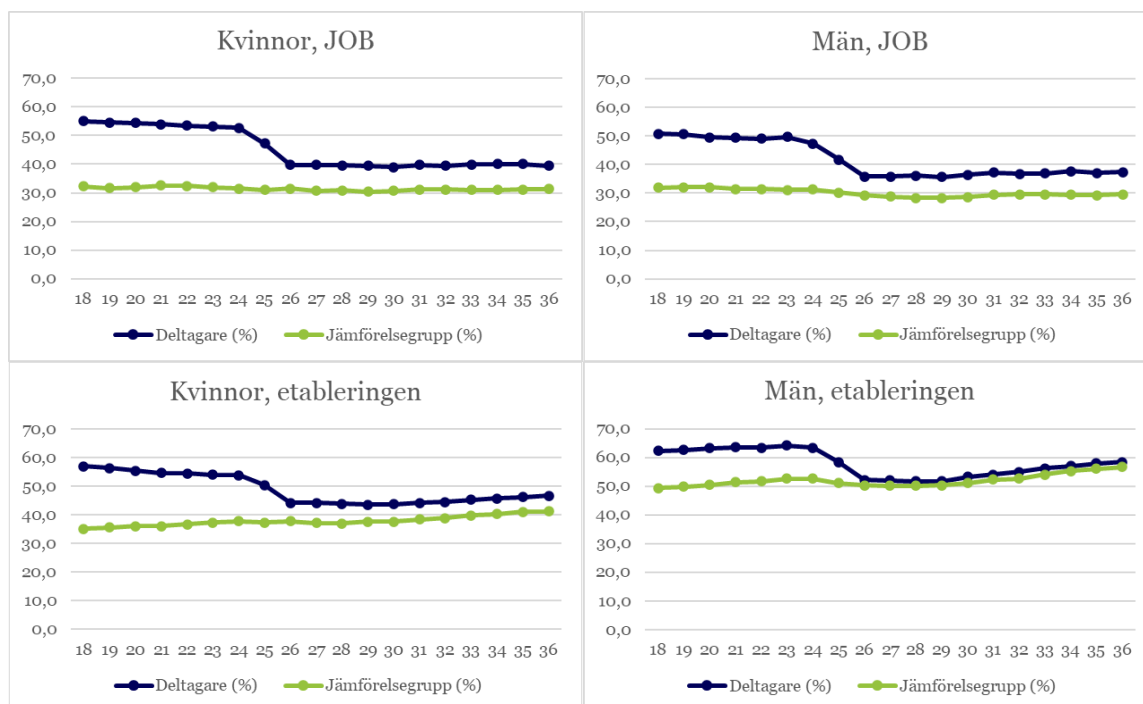 Kvinnor, JOB
70,0
60,0
50,0
40,0
30,0
20,0
10,0
0,0
18 19 20 21 22 23 24 25 26 27 28 29 30 31 32 33 34 35 36
Deltagare (%) Jämförelsegrupp (%)
Män, JOB
70,0
60,0
50,0
40,0
30,0
20,0
10,0
0,0
18 19 20 21 22 23 24 25 26 27 28 29 30 31 32 33 34 35 36
Deltagare (%) Jämförelsegrupp (%)
Kvinnor, etableringen
70,0
60,0
50,0
40,0
30,0
20,0
10,0
0,0
18 19 20 21 22 23 24 25 26 27 28 29 30 31 32 33 34 35 36
Deltagare (%) Jämförelsegrupp (%)
Män, etableringen
70,0
60,0
50,0
40,0
30,0
20,0
10,0
0,0
18 19 20 21 22 23 24 25 26 27 28 29 30 31 32 33 34 35 36
Deltagare (%) Jämförelsegrupp (%)